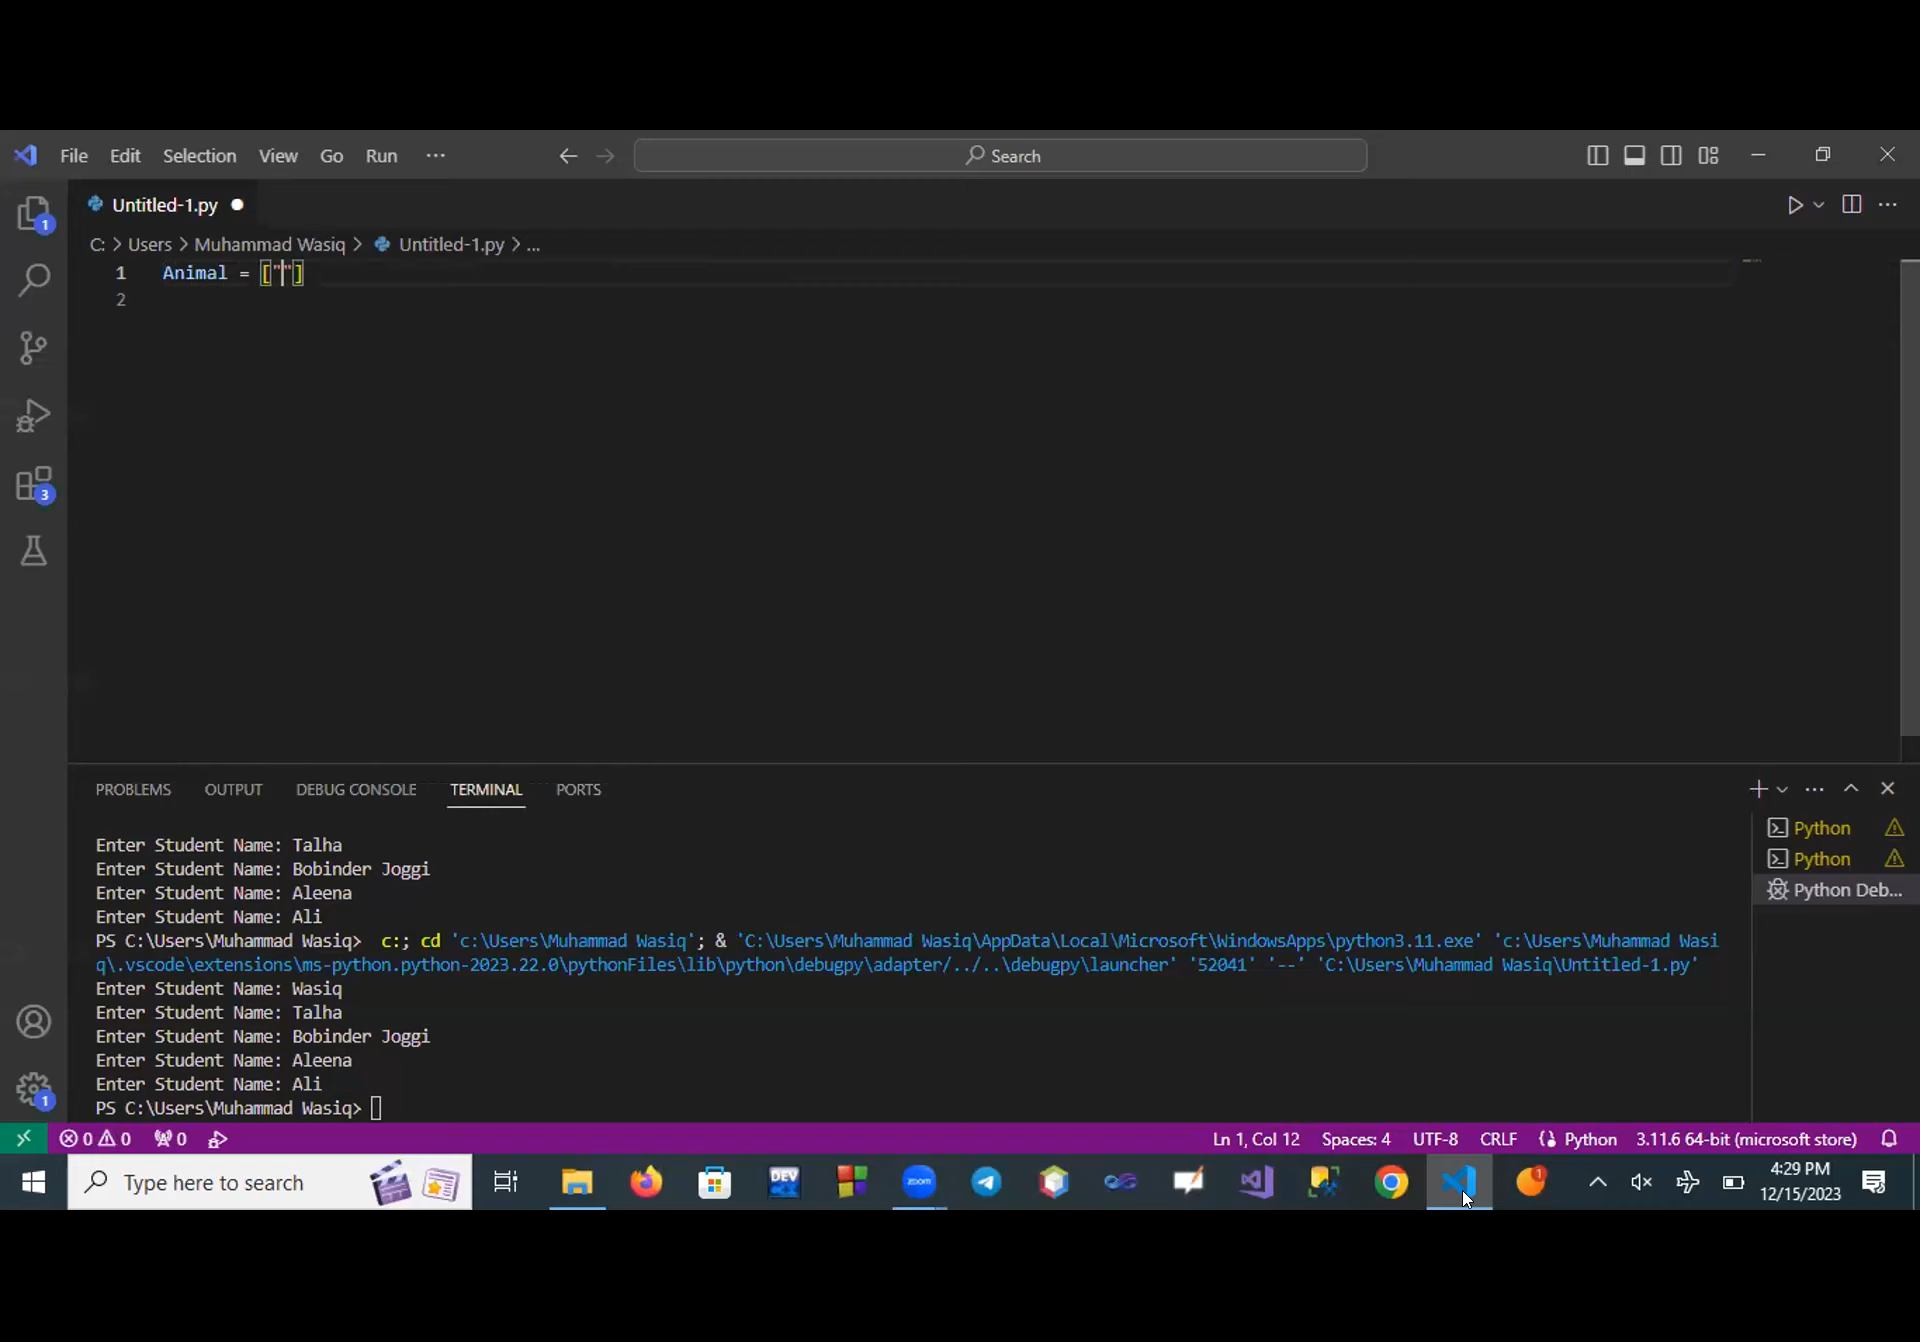 File Edit Selection View Go Run ··· Search
Untitled-1.py
1
C: > Users > Muhammad Wasiq > Untitled-1.py > ...
1 Animal = [""]
2
3
PROBLEMS OUTPUT DEBUG CONSOLE TERMINAL PORTS
Enter Student Name: Talha
Enter Student Name: Bobinder Joggi
Enter Student Name: Aleena
Enter Student Name: Ali
PS C:\Users\Muhammad Wasiq> c:; cd 'c:\Users\Muhammad Wasiq'; & 'C:\Users\Muhammad Wasiq\AppData\Local\Microsoft\WindowsApps\python3.11.exe' 'c:\Users\Muhammad Wasi
q\.vscode\extensions\ms-python.python-2023.22.0\pythonFiles\lib\python\debugpy\adapter/../..\debugpy\launcher' '52041' '--' 'C:\Users\Muhammad Wasiq\Untitled-1.py'
Enter Student Name: Wasiq
Enter Student Name: Talha
Enter Student Name: Bobinder Joggi
Enter Student Name: Aleena
Enter Student Name: Ali
PS C:\Users\Muhammad Wasiq>
Python
Python
Python Deb...
1
0 0 0 Ln 1, Col 12 Spaces: 4 UTF-8 CRLF Python 3.11.6 64-bit (microsoft store)
Type here to search DEV C++ zoom 1 4:29 PM
12/15/2023